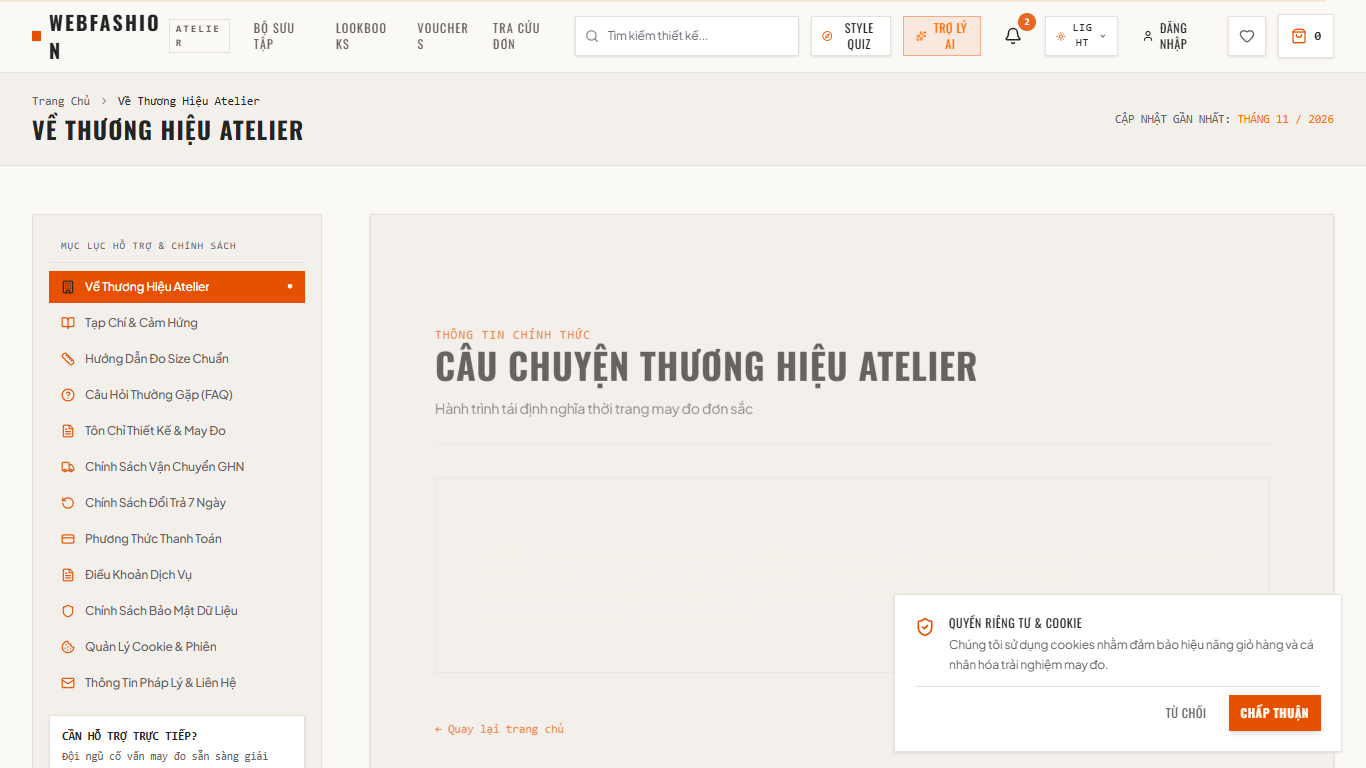 WEBFASHIO
N
ATELIE
R
BỘ SƯU
TẬP
LOOKBOO
KS
VOUCHER
S
TRA CỨU
ĐƠN
Tìm kiếm thiết kế...
STYLE
QUIZ
TRỢ LÝ
AI
2
LIG
HT
ĐĂNG
NHẬP
0
Trang Chủ > Về Thương Hiệu Atelier
VỀ THƯƠNG HIỆU ATELIER
CẬP NHẬT GẦN NHẤT: THÁNG 11 / 2026
MỤC LỤC HỖ TRỢ & CHÍNH SÁCH
Về Thương Hiệu Atelier
Tạp Chí & Cảm Hứng
Hướng Dẫn Đo Size Chuẩn
Câu Hỏi Thường Gặp (FAQ)
Tôn Chỉ Thiết Kế & May Đo
Chính Sách Vận Chuyển GHN
Chính Sách Đổi Trả 7 Ngày
Phương Thức Thanh Toán
Điều Khoản Dịch Vụ
Chính Sách Bảo Mật Dữ Liệu
Quản Lý Cookie & Phiên
Thông Tin Pháp Lý & Liên Hệ
CẦN HỖ TRỢ TRỰC TIẾP?
Đội ngũ cố vấn may đo sẵn sàng giải
THÔNG TIN CHÍNH THỨC
CÂU CHUYỆN THƯƠNG HIỆU ATELIER
Hành trình tái định nghĩa thời trang may đo đơn sắc
← Quay lại trang chủ
QUYỀN RIÊNG TƯ & COOKIE
Chúng tôi sử dụng cookies nhằm đảm bảo hiệu năng giỏ hàng và cá
nhân hóa trải nghiệm may đo.
TỪ CHỐI
CHẤP THUẬN